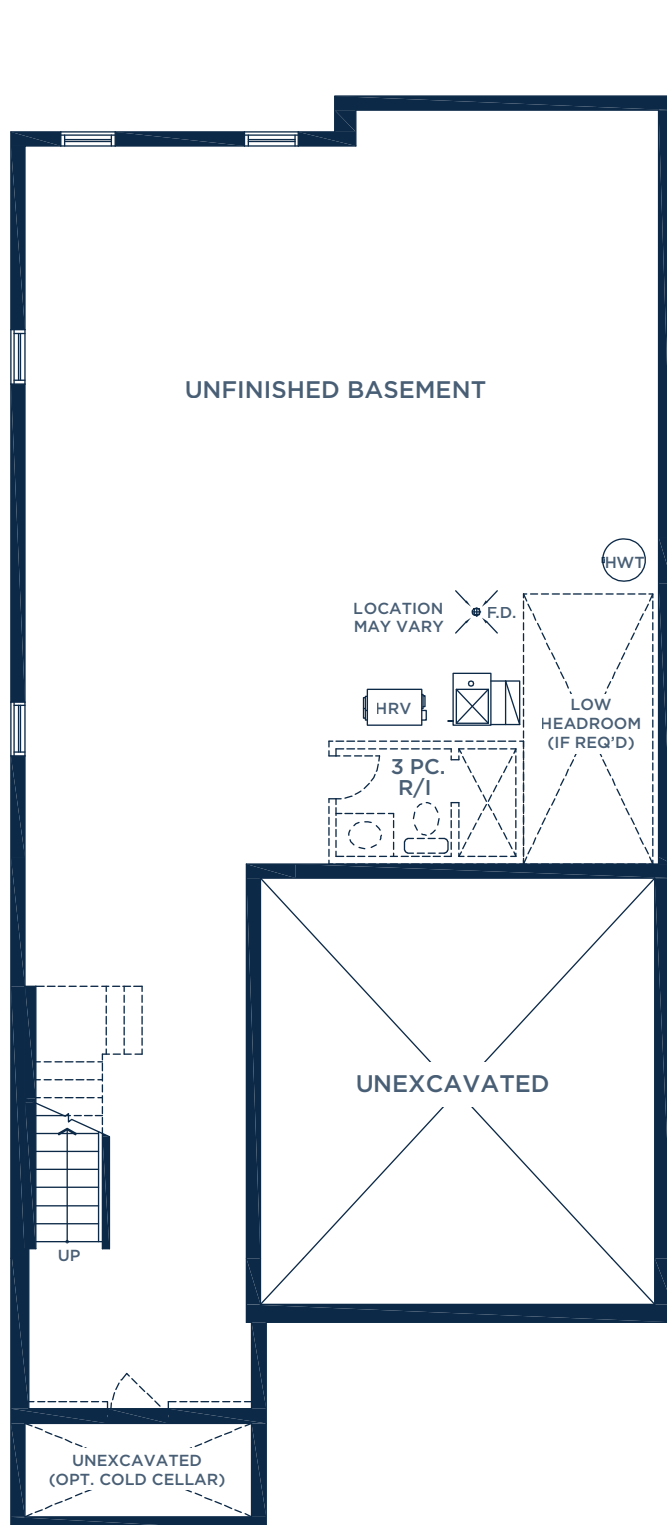 UNFINISHED BASEMENT
HWT
LOCATION
MAY VARY
F.D.
HRV
LOW
HEADROOM
(IF REQ'D)
3 PC.
R/I
UNEXCAVATED
UP
UNEXCAVATED
(OPT. COLD CELLAR)